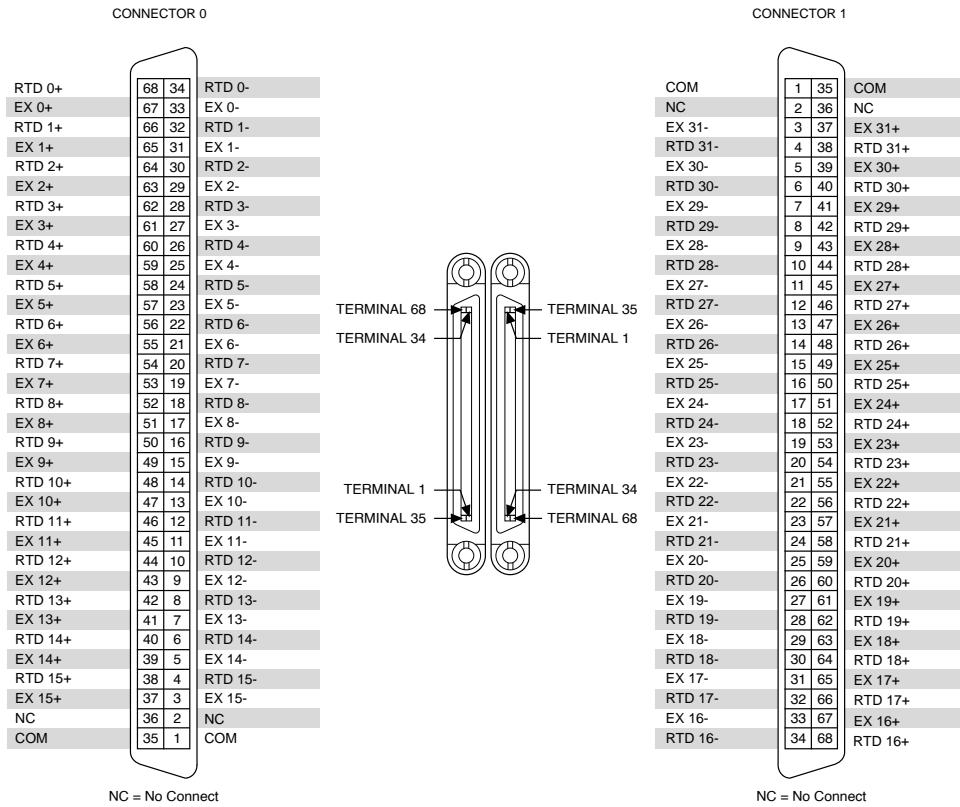 CONNECTOR 0
RTD 0+ 68 34 RTD 0-
EX 0+ 67 33 EX 0-
RTD 1+ 66 32 RTD 1-
EX 1+ 65 31 EX 1-
RTD 2+ 64 30 RTD 2-
EX 2+ 63 29 EX 2-
RTD 3+ 62 28 RTD 3-
EX 3+ 61 27 EX 3-
RTD 4+ 60 26 RTD 4-
EX 4+ 59 25 EX 4-
RTD 5+ 58 24 RTD 5-
EX 5+ 57 23 EX 5-
RTD 6+ 56 22 RTD 6-
EX 6+ 55 21 EX 6-
RTD 7+ 54 20 RTD 7-
EX 7+ 53 19 EX 7-
RTD 8+ 52 18 RTD 8-
EX 8+ 51 17 EX 8-
RTD 9+ 50 16 RTD 9-
EX 9+ 49 15 EX 9-
RTD 10+ 48 14 RTD 10-
EX 10+ 47 13 EX 10-
RTD 11+ 46 12 RTD 11-
EX 11+ 45 11 EX 11-
RTD 12+ 44 10 RTD 12-
EX 12+ 43 9 EX 12-
RTD 13+ 42 8 RTD 13-
EX 13+ 41 7 EX 13-
RTD 14+ 40 6 RTD 14-
EX 14+ 39 5 EX 14-
RTD 15+ 38 4 RTD 15-
EX 15+ 37 3 EX 15-
NC 36 2 NC
COM 35 1 COM
NC = No Connect
TERMINAL 68 TERMINAL 35
TERMINAL 34 TERMINAL 1
TERMINAL 1 TERMINAL 34
TERMINAL 35 TERMINAL 68
CONNECTOR 1
COM 1 35 COM
NC 2 36 NC
EX 31- 3 37 EX 31+
RTD 31- 4 38 RTD 31+
EX 30- 5 39 EX 30+
RTD 30- 6 40 RTD 30+
EX 29- 7 41 EX 29+
RTD 29- 8 42 RTD 29+
EX 28- 9 43 EX 28+
RTD 28- 10 44 RTD 28+
EX 27- 11 45 EX 27+
RTD 27- 12 46 RTD 27+
EX 26- 13 47 EX 26+
RTD 26- 14 48 RTD 26+
EX 25- 15 49 EX 25+
RTD 25- 16 50 RTD 25+
EX 24- 17 51 EX 24+
RTD 24- 18 52 RTD 24+
EX 23- 19 53 EX 23+
RTD 23- 20 54 RTD 23+
EX 22- 21 55 EX 22+
RTD 22- 22 56 RTD 22+
EX 21- 23 57 EX 21+
RTD 21- 24 58 RTD 21+
EX 20- 25 59 EX 20+
RTD 20- 26 60 RTD 20+
EX 19- 27 61 EX 19+
RTD 19- 28 62 RTD 19+
EX 18- 29 63 EX 18+
RTD 18- 30 64 RTD 18+
EX 17- 31 65 EX 17+
RTD 17- 32 66 RTD 17+
EX 16- 33 67 EX 16+
RTD 16- 34 68 RTD 16+
NC = No Connect